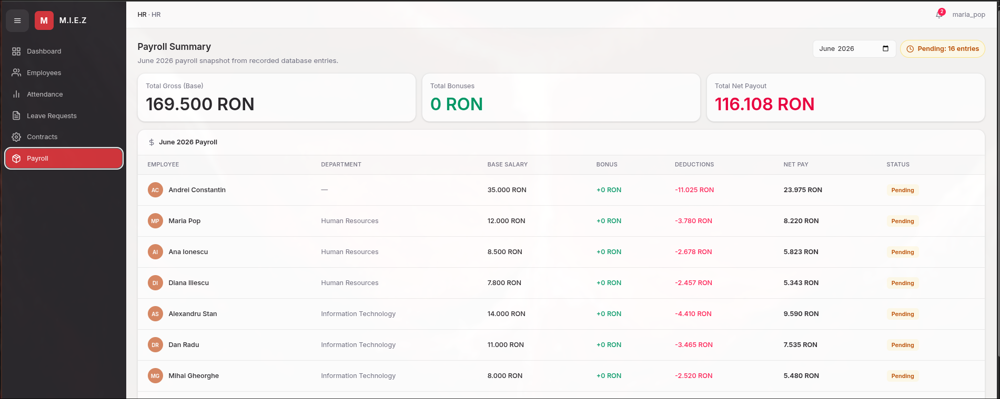 M M.I.E.Z
Dashboard
Employees
Attendance
Leave Requests
Contracts
Payroll
HR · HR
2 maria_pop
Payroll Summary
June 2026 payroll snapshot from recorded database entries.
June 2026
Pending: 16 entries
Total Gross (Base)
169.500 RON
Total Bonuses
0 RON
Total Net Payout
116.108 RON
June 2026 Payroll
EMPLOYEE DEPARTMENT BASE SALARY BONUS DEDUCTIONS NET PAY STATUS
AC Andrei Constantin — 35.000 RON +0 RON -11.025 RON 23.975 RON Pending
MP Maria Pop Human Resources 12.000 RON +0 RON -3.780 RON 8.220 RON Pending
AI Ana Ionescu Human Resources 8.500 RON +0 RON -2.678 RON 5.823 RON Pending
DI Diana Iliescu Human Resources 7.800 RON +0 RON -2.457 RON 5.343 RON Pending
AS Alexandru Stan Information Technology 14.000 RON +0 RON -4.410 RON 9.590 RON Pending
DR Dan Radu Information Technology 11.000 RON +0 RON -3.465 RON 7.535 RON Pending
MG Mihai Gheorghe Information Technology 8.000 RON +0 RON -2.520 RON 5.480 RON Pending